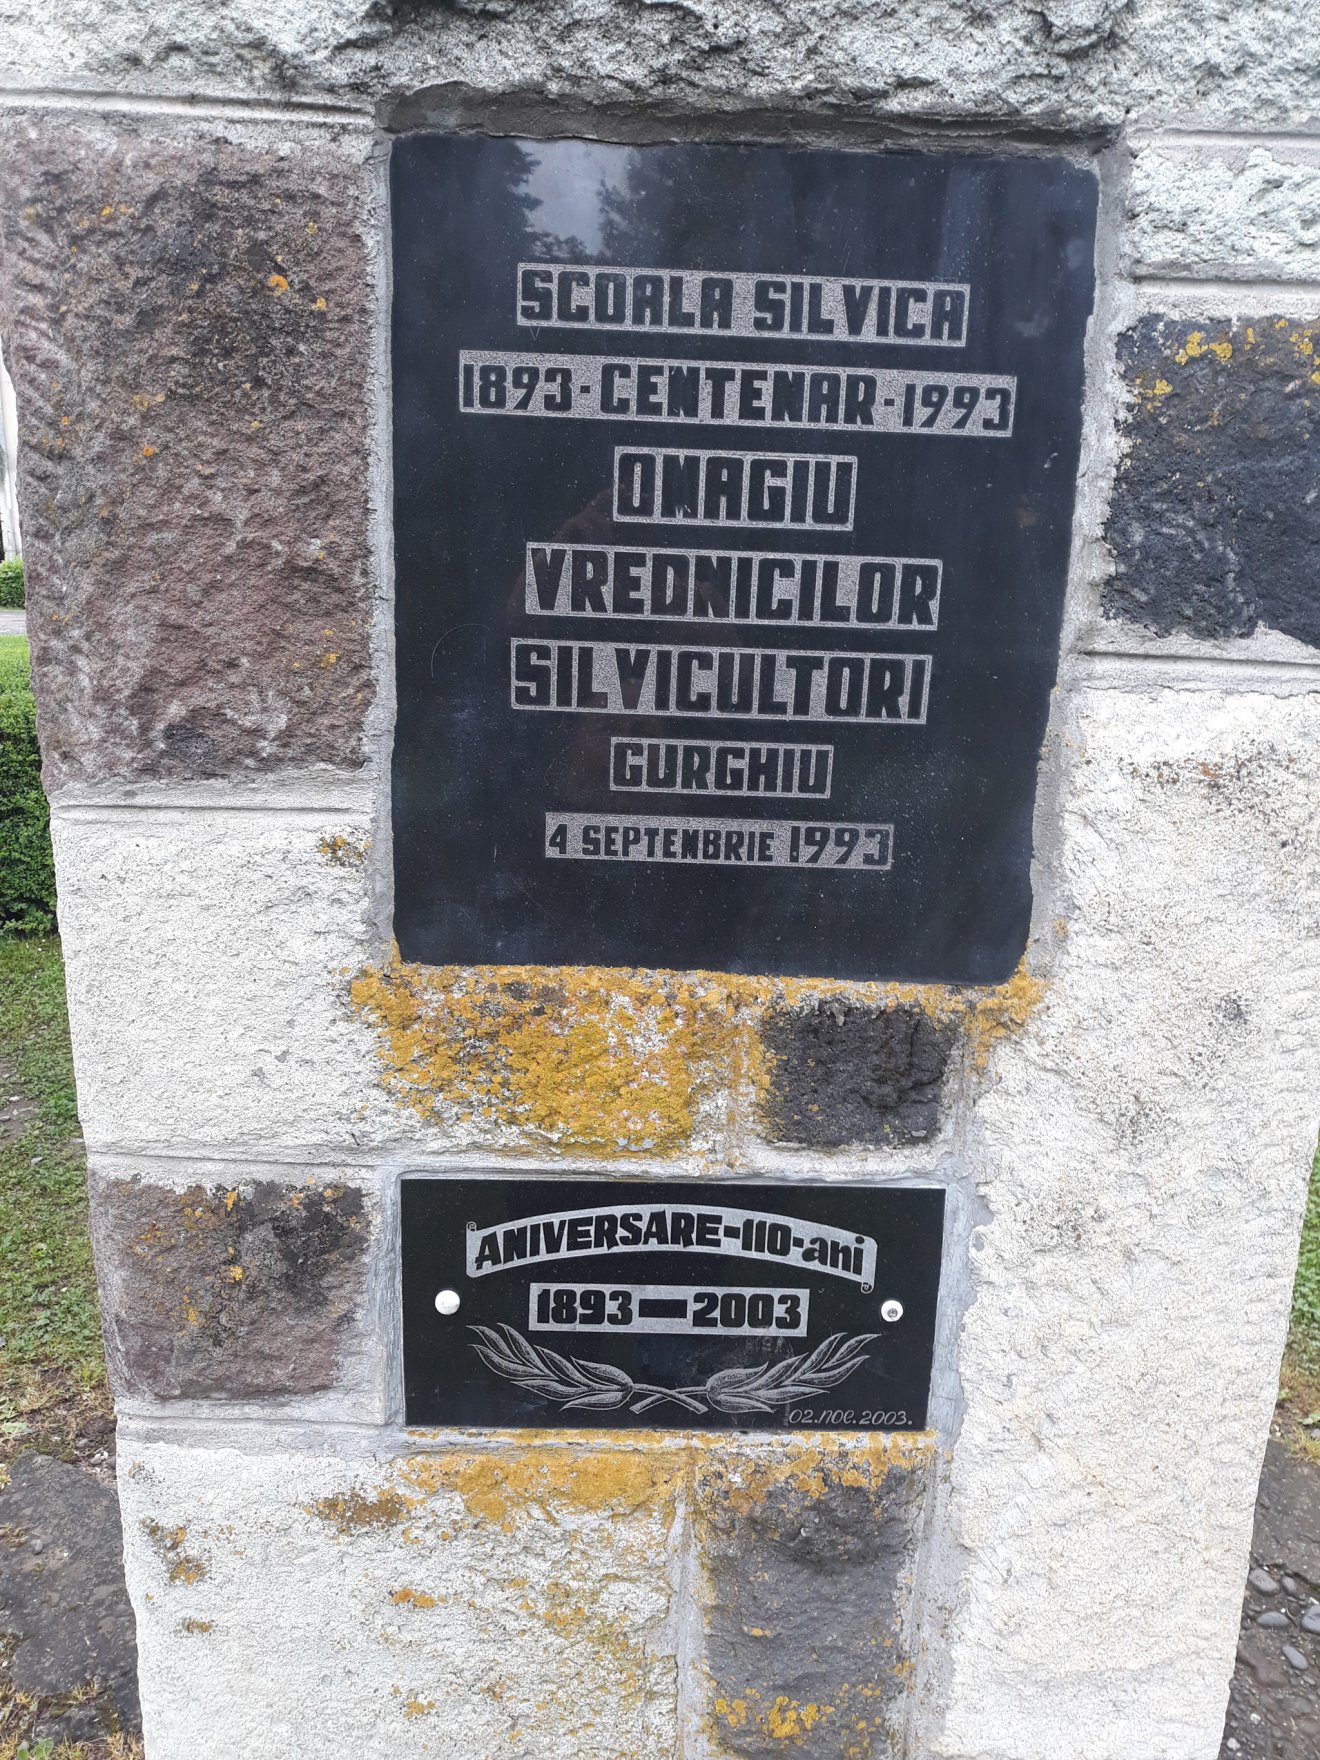 SCOALA SILVICA
1893-CENTENAR-1993
OMAGIU
VREDNICILOR
SILVICULTORI
GURGHIU
4 SEPTEMBRIE 1993
ANIVERSARE-110-ani
1893-2003
02.noe.2003.